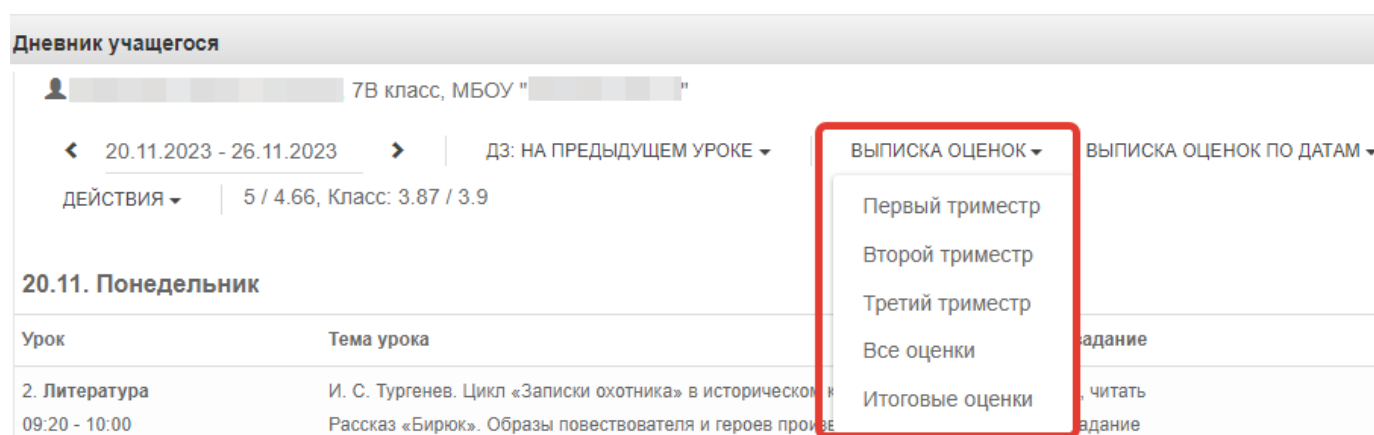 Дневник учащегося
7В класс, МБОУ " "
20.11.2023 - 26.11.2023 ДЗ: НА ПРЕДЫДУЩЕМ УРОКЕ ВЫПИСКА ОЦЕНОК ВЫПИСКА ОЦЕНОК ПО ДАТАМ
ДЕЙСТВИЯ 5 / 4.66, Класс: 3.87 / 3.9
Первый триместр
Второй триместр
Третий триместр
Все оценки
Итоговые оценки
20.11. Понедельник
Урок Тема урока задание
2. Литература И. С. Тургенев. Цикл «Записки охотника» в историческом , читать
09:20 - 10:00 Рассказ «Бирюк». Образы повествователя и героев